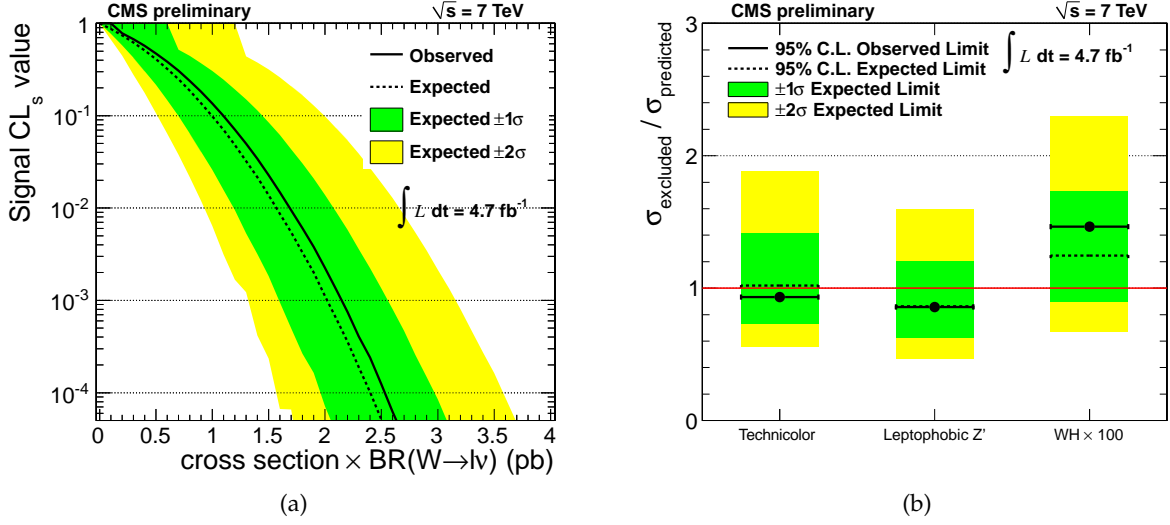 CMS preliminary
√s = 7 TeV
Signal CLs value
1
10⁻¹
10⁻²
10⁻³
10⁻⁴
Observed
Expected
Expected ±1σ
Expected ±2σ
∫ L dt = 4.7 fb⁻¹
0 0.5 1 1.5 2 2.5 3 3.5 4
cross section × BR(W→lν) (pb)
(a)
CMS preliminary
√s = 7 TeV
σexcluded / σpredicted
3
2
1
0
95% C.L. Observed Limit
95% C.L. Expected Limit
±1σ Expected Limit
±2σ Expected Limit
∫ L dt = 4.7 fb⁻¹
Technicolor Leptophobic Z' WH × 100
(b)